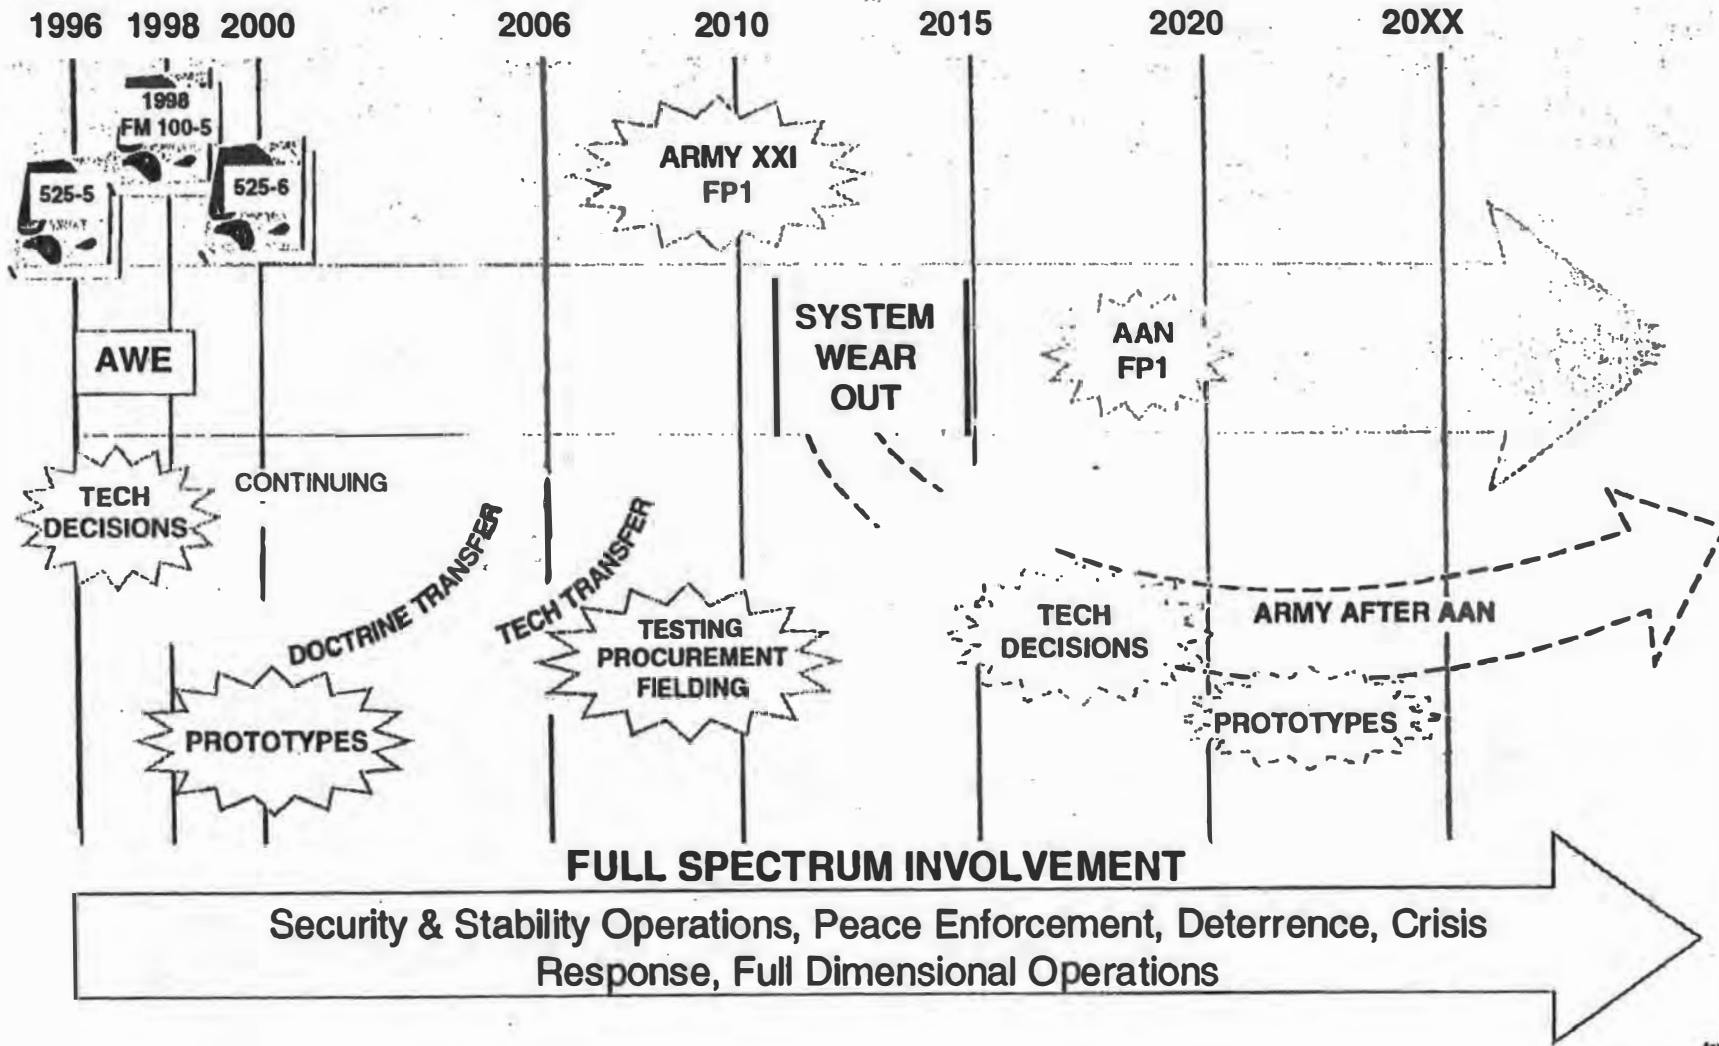 1996 1998 2000 2006 2010 2015 2020 20XX
1998
FM 100-5
525-5
525-6
ARMY XXI
FP1
AWE
SYSTEM
WEAR
OUT
AAN
FP1
TECH
DECISIONS
CONTINUING
DOCTRINE TRANSFER
TECH TRANSFER
TESTING
PROCUREMENT
FIELDING
PROTOTYPES
TECH
DECISIONS
ARMY AFTER AAN
PROTOTYPES
FULL SPECTRUM INVOLVEMENT
Security & Stability Operations, Peace Enforcement, Deterrence, Crisis
Response, Full Dimensional Operations